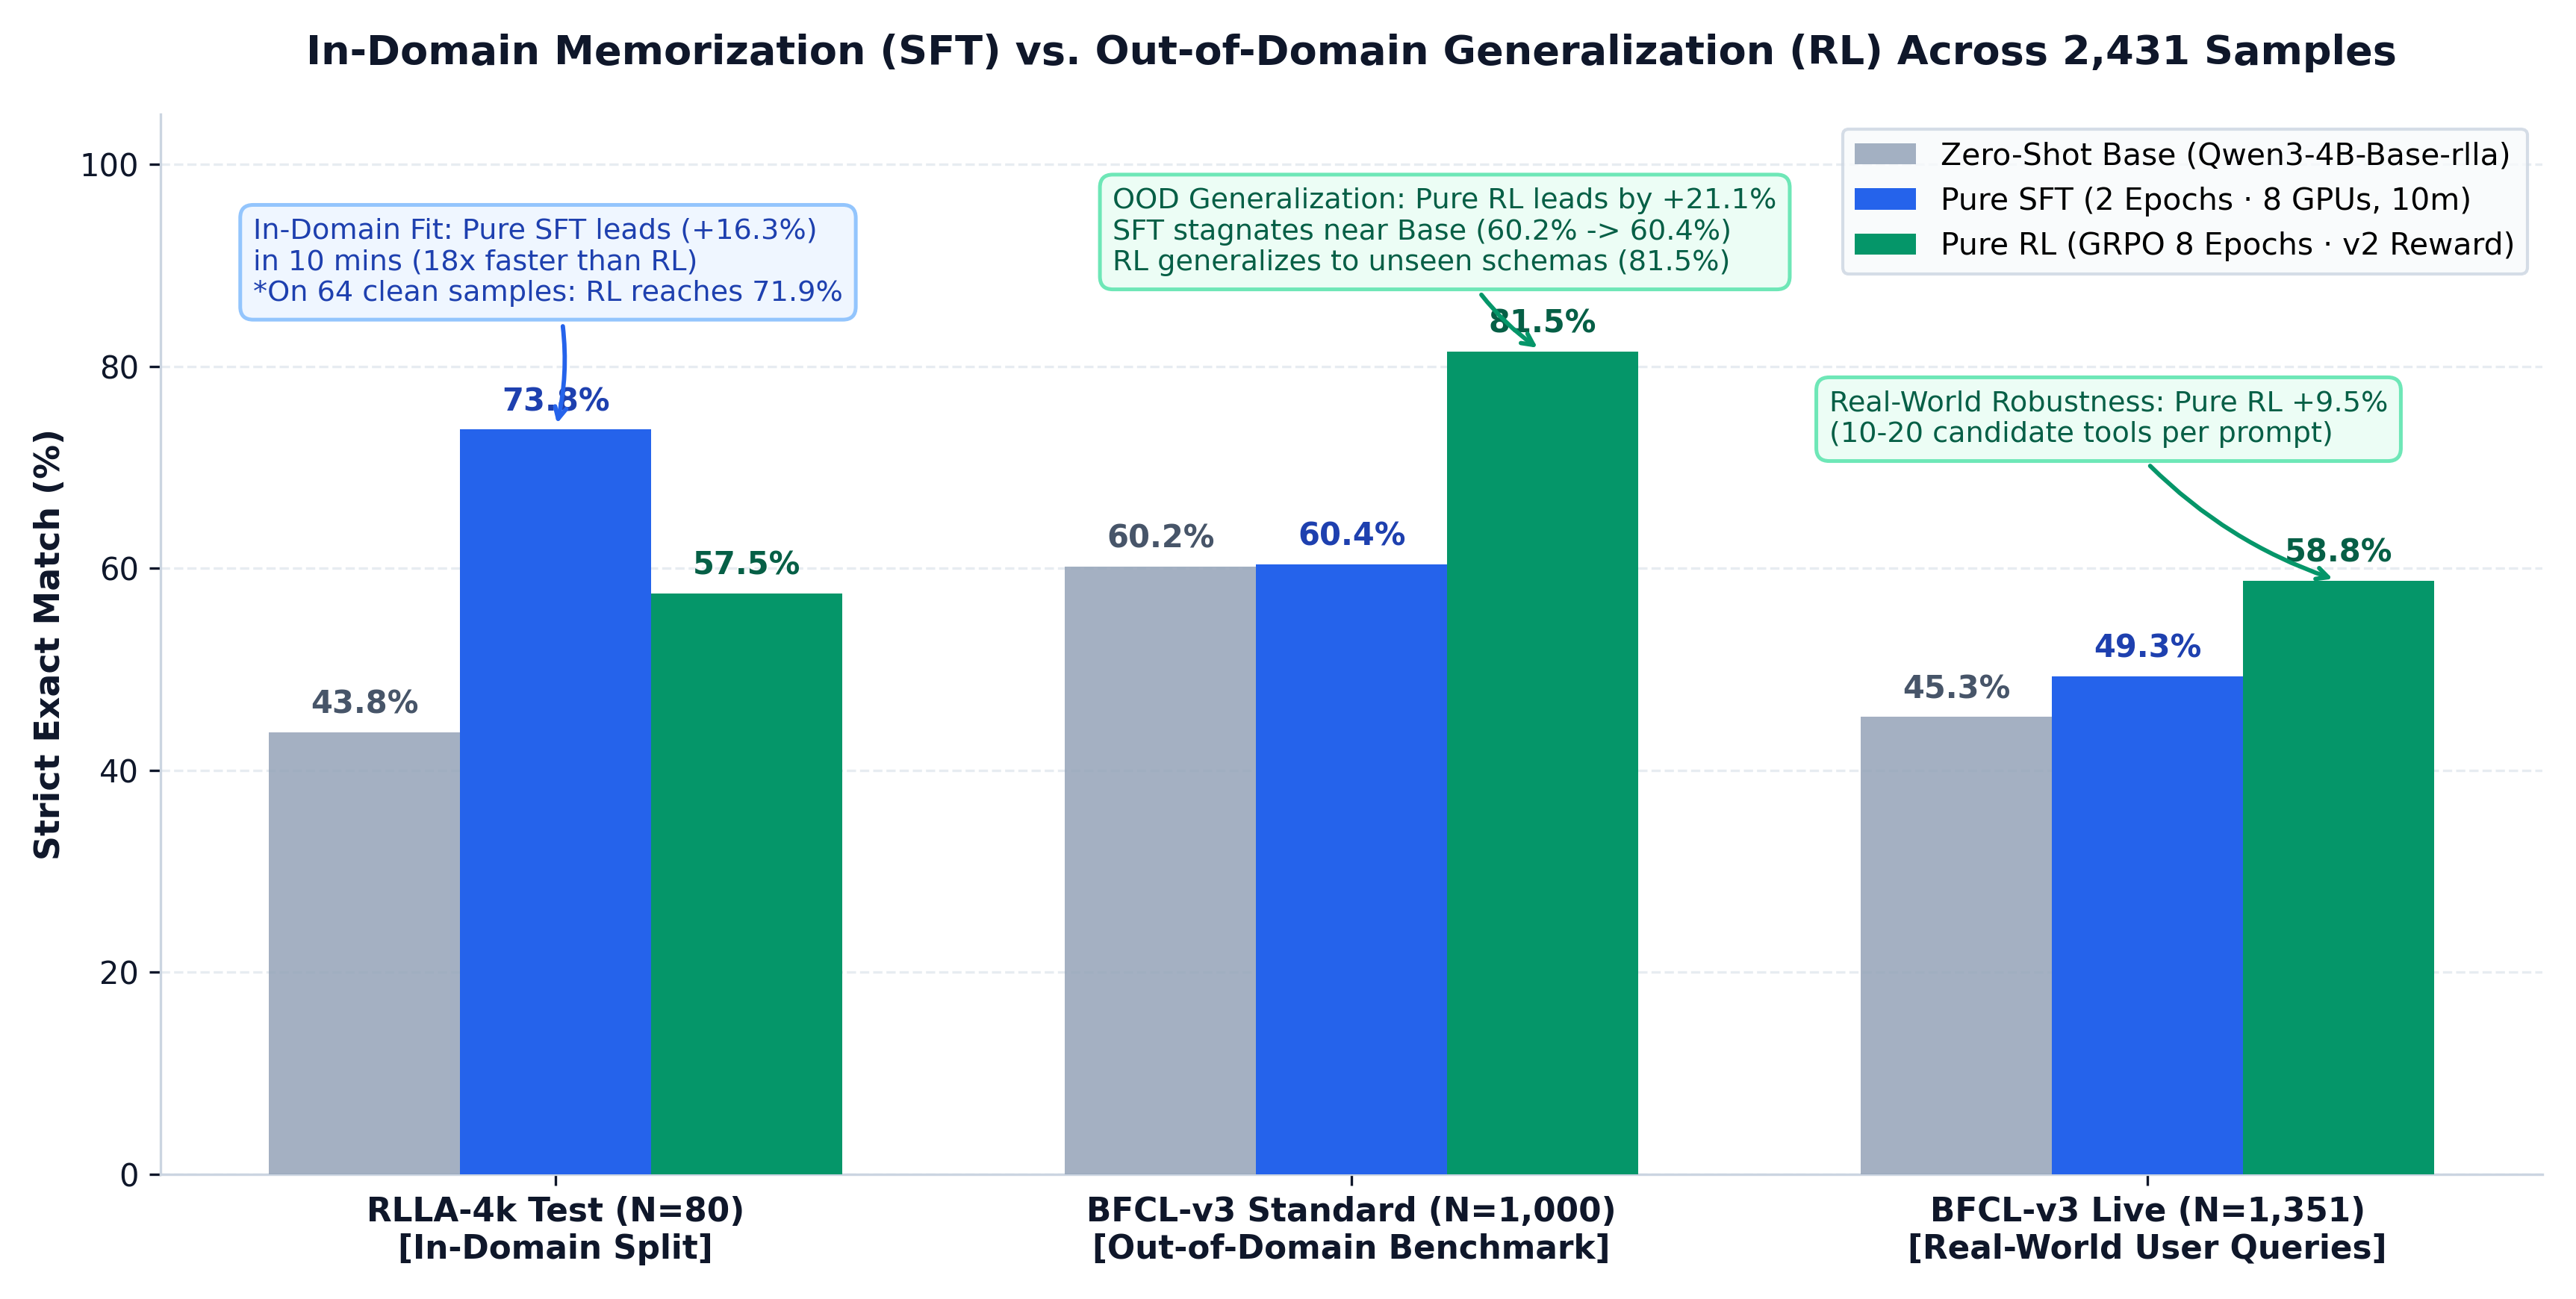 In-Domain Memorization (SFT) vs. Out-of-Domain Generalization (RL) Across 2,431 Samples
Strict Exact Match (%)
100
80
60
40
20
0
Zero-Shot Base (Qwen3-4B-Base-rlla)
Pure SFT (2 Epochs · 8 GPUs, 10m)
Pure RL (GRPO 8 Epochs · v2 Reward)
In-Domain Fit: Pure SFT leads (+16.3%)
in 10 mins (18x faster than RL)
*On 64 clean samples: RL reaches 71.9%
OOD Generalization: Pure RL leads by +21.1%
SFT stagnates near Base (60.2% -> 60.4%)
RL generalizes to unseen schemas (81.5%)
Real-World Robustness: Pure RL +9.5%
(10-20 candidate tools per prompt)
43.8%
73.8%
57.5%
60.2%
60.4%
81.5%
45.3%
49.3%
58.8%
RLLA-4k Test (N=80)
[In-Domain Split]
BFCL-v3 Standard (N=1,000)
[Out-of-Domain Benchmark]
BFCL-v3 Live (N=1,351)
[Real-World User Queries]